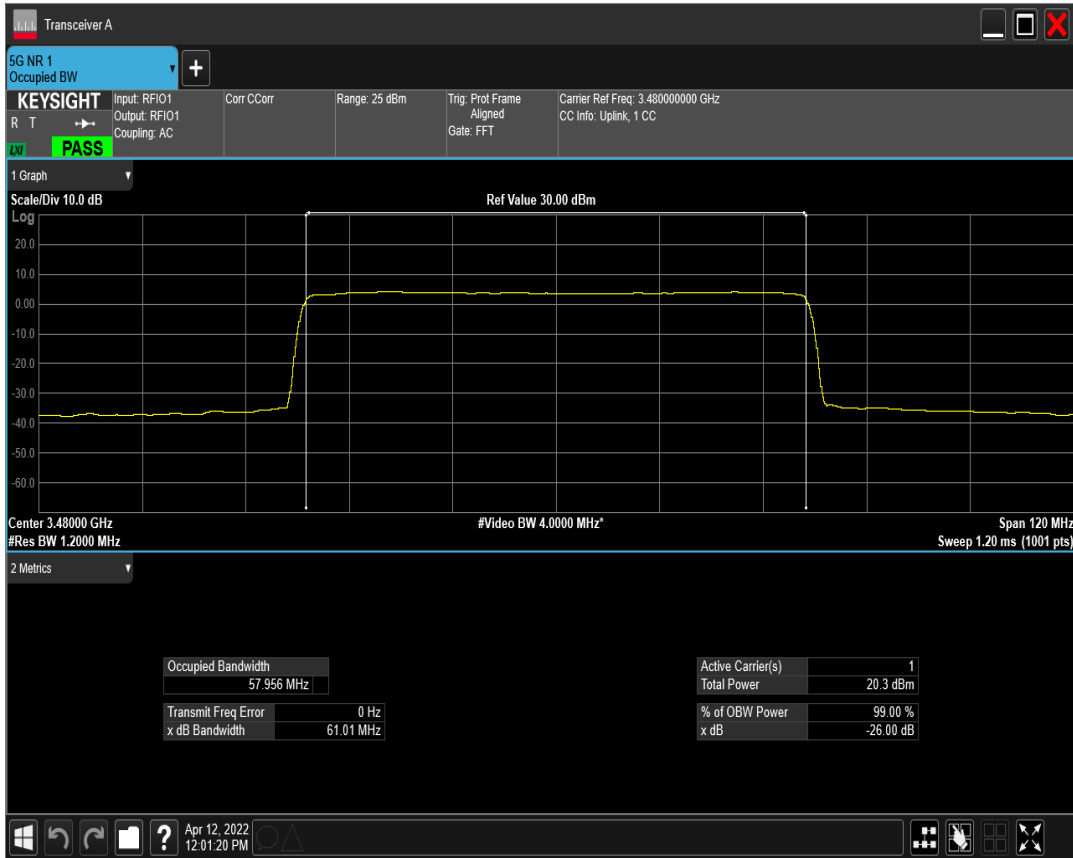 Transceiver A
5G NR 1
Occupied BW
KEYSIGHT
R T
LXI
PASS
Input: RFIO1
Output: RFIO1
Coupling: AC
Corr CCorr
Range: 25 dBm
Trig: Prot Frame
Aligned
Gate: FFT
Carrier Ref Freq: 3.480000000 GHz
CC Info: Uplink, 1 CC
1 Graph
Scale/Div 10.0 dB
Ref Value 30.00 dBm
Log
20.0
10.0
0.00
-10.0
-20.0
-30.0
-40.0
-50.0
-60.0
Center 3.48000 GHz
#Video BW 4.0000 MHz*
Span 120 MHz
#Res BW 1.2000 MHz
Sweep 1.20 ms (1001 pts)
2 Metrics
Occupied Bandwidth
57.956 MHz
Transmit Freq Error 0 Hz
x dB Bandwidth 61.01 MHz
Active Carrier(s) 1
Total Power 20.3 dBm
% of OBW Power 99.00 %
x dB -26.00 dB
?
Apr 12, 2022
12:01:20 PM